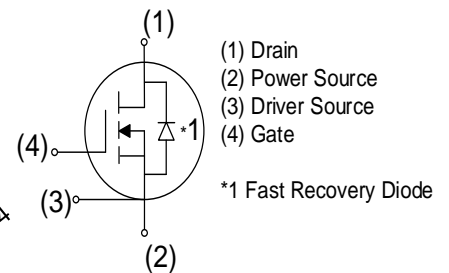 (1)
(1) Drain
(2) Power Source
(3) Driver Source
(4) Gate
*1
(4)
*1 Fast Recovery Diode
(3)
(2)